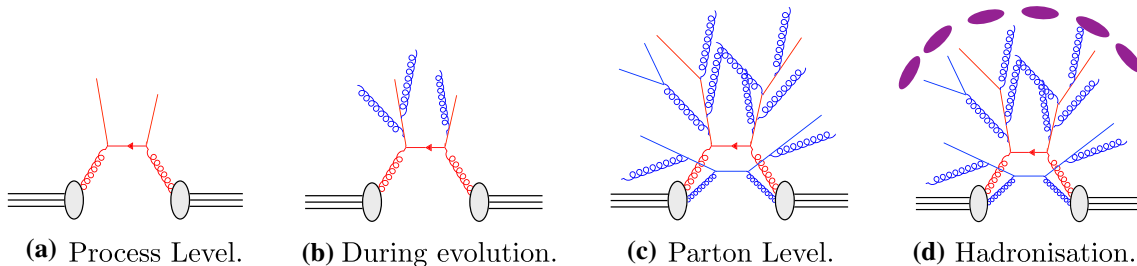 (a) Process Level.
(b) During evolution.
(c) Parton Level.
(d) Hadronisation.